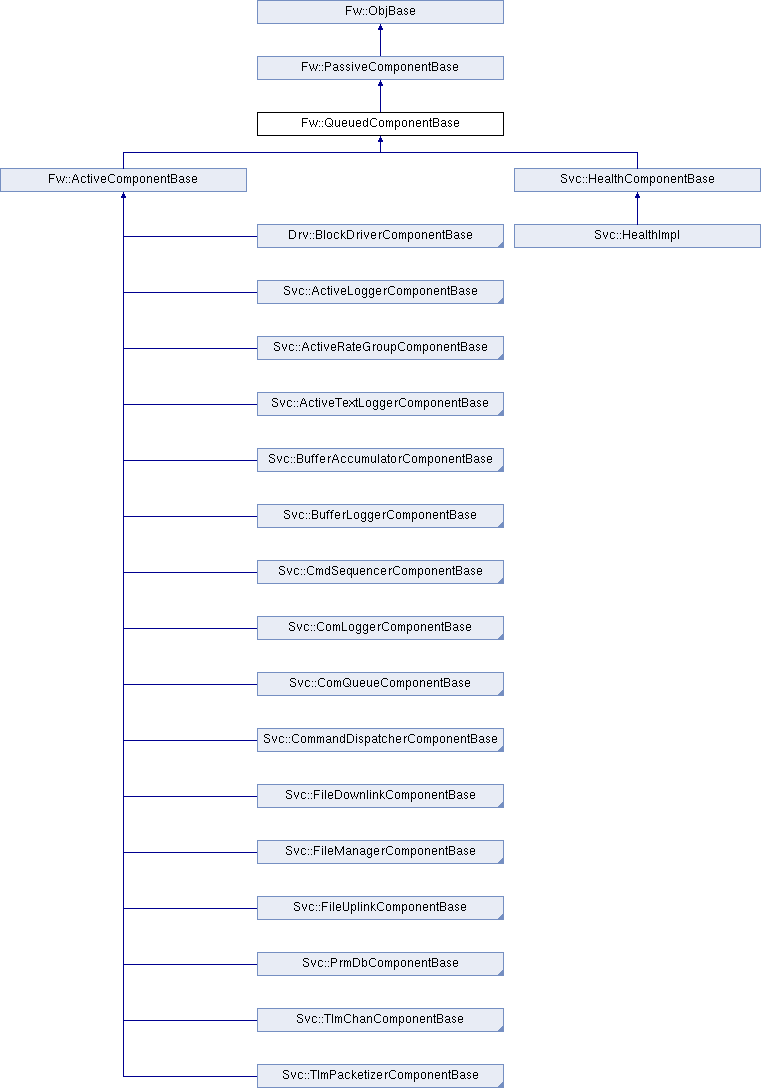 Fw::ObjBase
Fw::PassiveComponentBase
Fw::QueuedComponentBase
Fw::ActiveComponentBase
Svc::HealthComponentBase
Drv::BlockDriverComponentBase
Svc::HealthImpl
Svc::ActiveLoggerComponentBase
Svc::ActiveRateGroupComponentBase
Svc::ActiveTextLoggerComponentBase
Svc::BufferAccumulatorComponentBase
Svc::BufferLoggerComponentBase
Svc::CmdSequencerComponentBase
Svc::ComLoggerComponentBase
Svc::ComQueueComponentBase
Svc::CommandDispatcherComponentBase
Svc::FileDownlinkComponentBase
Svc::FileManagerComponentBase
Svc::FileUplinkComponentBase
Svc::PrmDbComponentBase
Svc::TlmChanComponentBase
Svc::TlmPacketizerComponentBase